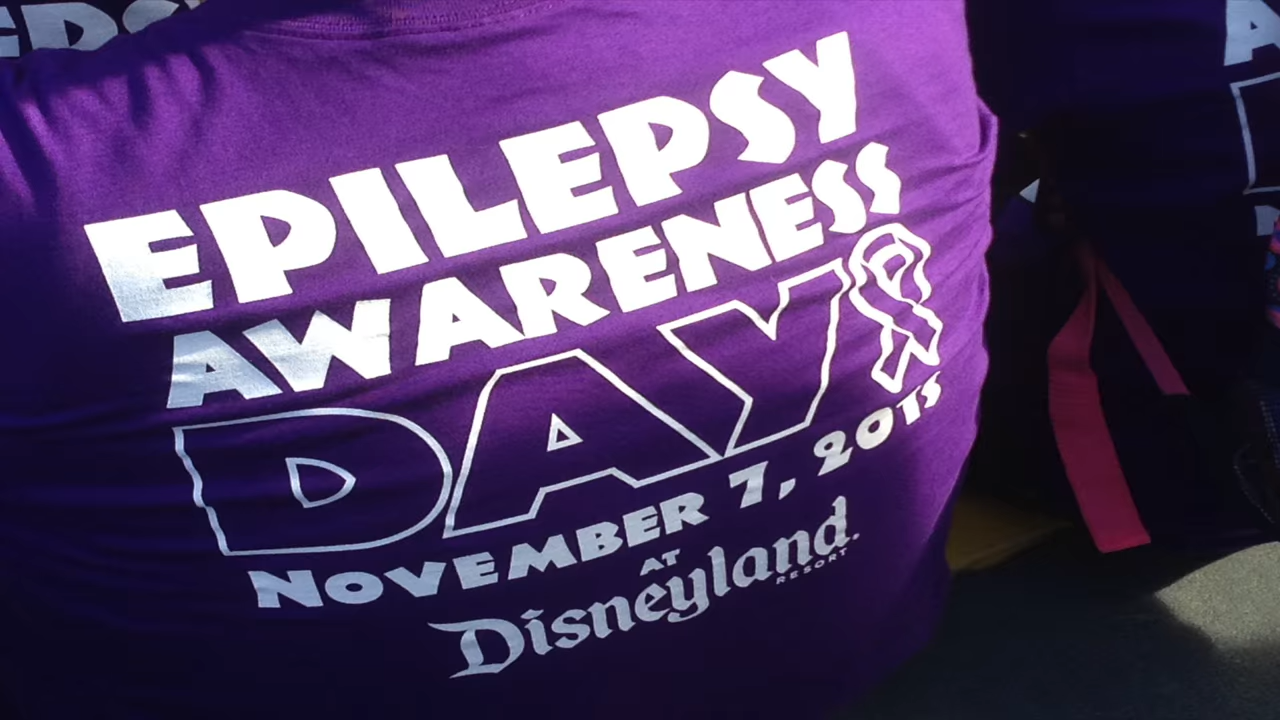 EPILEPSY
AWARENESS
DAY
NOVEMBER 7, 2015
AT
Disneyland.
RESORT